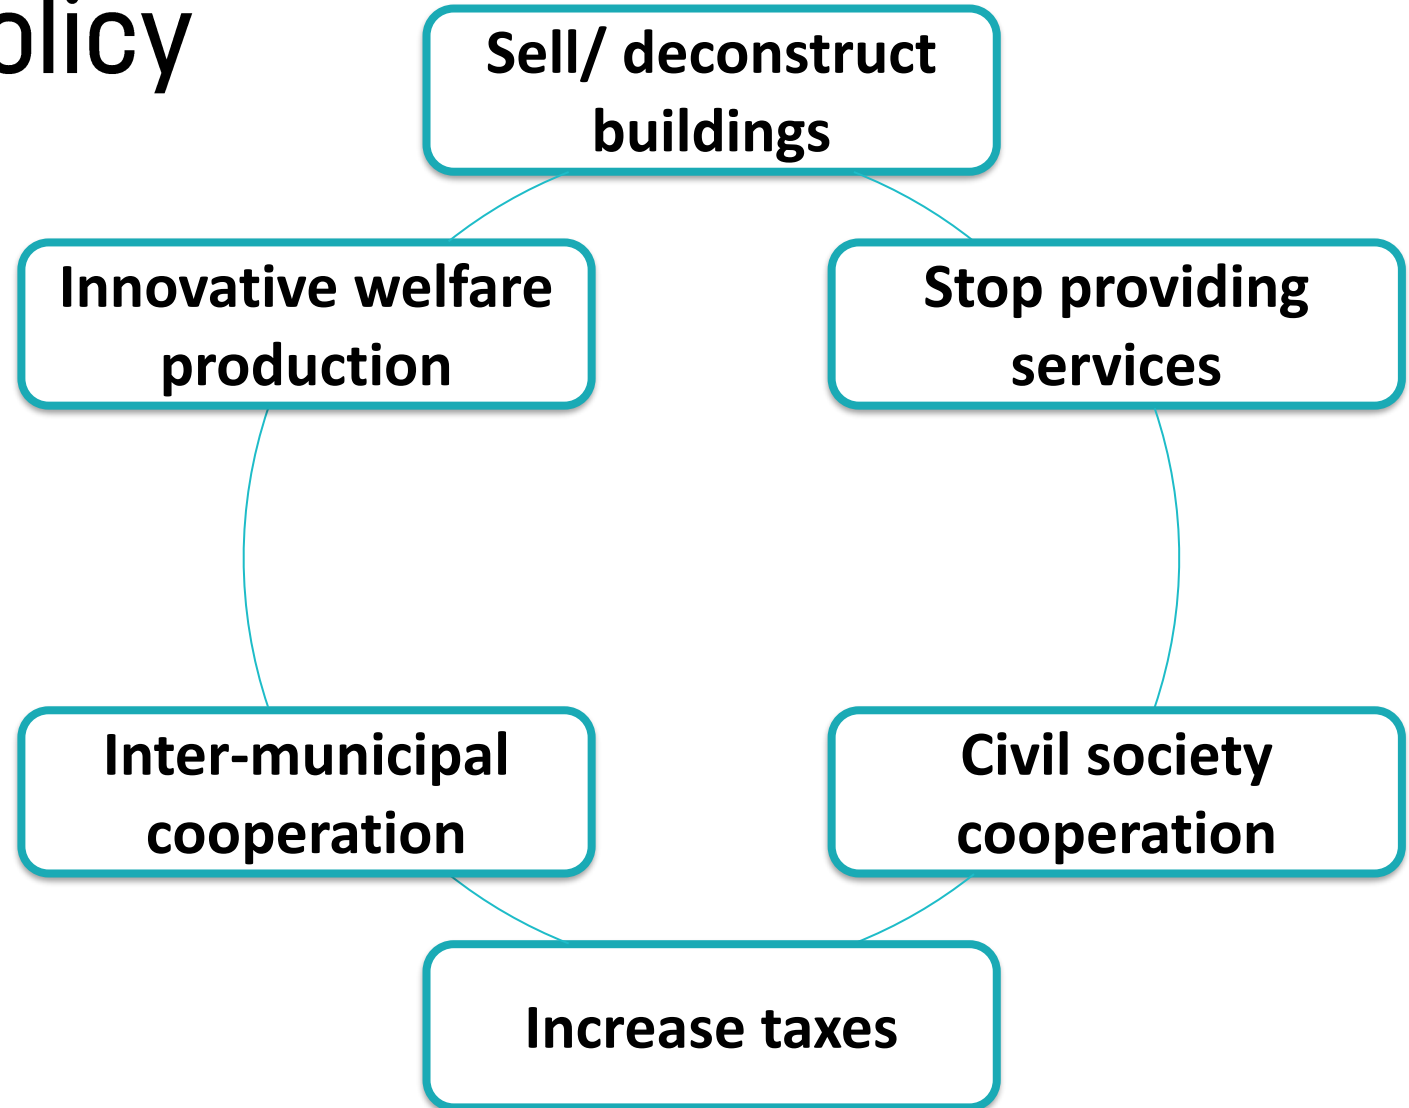 olicy
Sell/ deconstruct
buildings
Innovative welfare
production
Stop providing
services
Inter-municipal
cooperation
Civil society
cooperation
Increase taxes